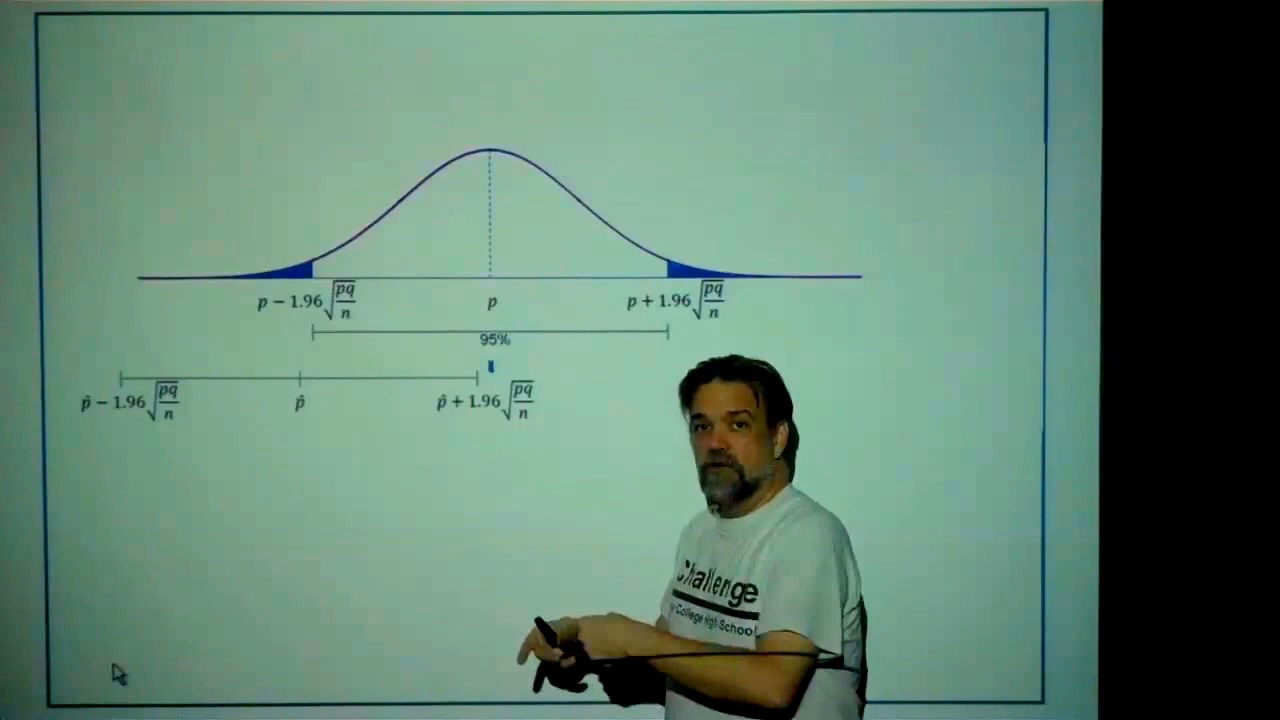 p − 1.96√(pq/n) p p + 1.96√(pq/n)
95%
p̂ − 1.96√(pq/n) p̂ p̂ + 1.96√(pq/n)
Challenge
College High School